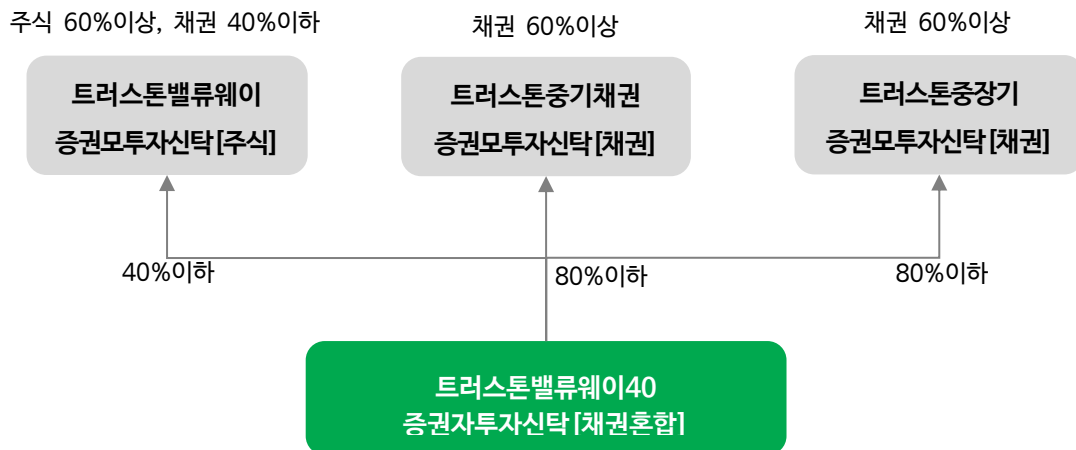 주식 60%이상, 채권 40%이하
채권 60%이상
채권 60%이상
트러스톤밸류웨이
증권모투자신탁[주식]
트러스톤중기채권
증권모투자신탁[채권]
트러스톤중장기
증권모투자신탁[채권]
40%이하
80%이하
80%이하
트러스톤밸류웨이40
증권자투자신탁[채권혼합]